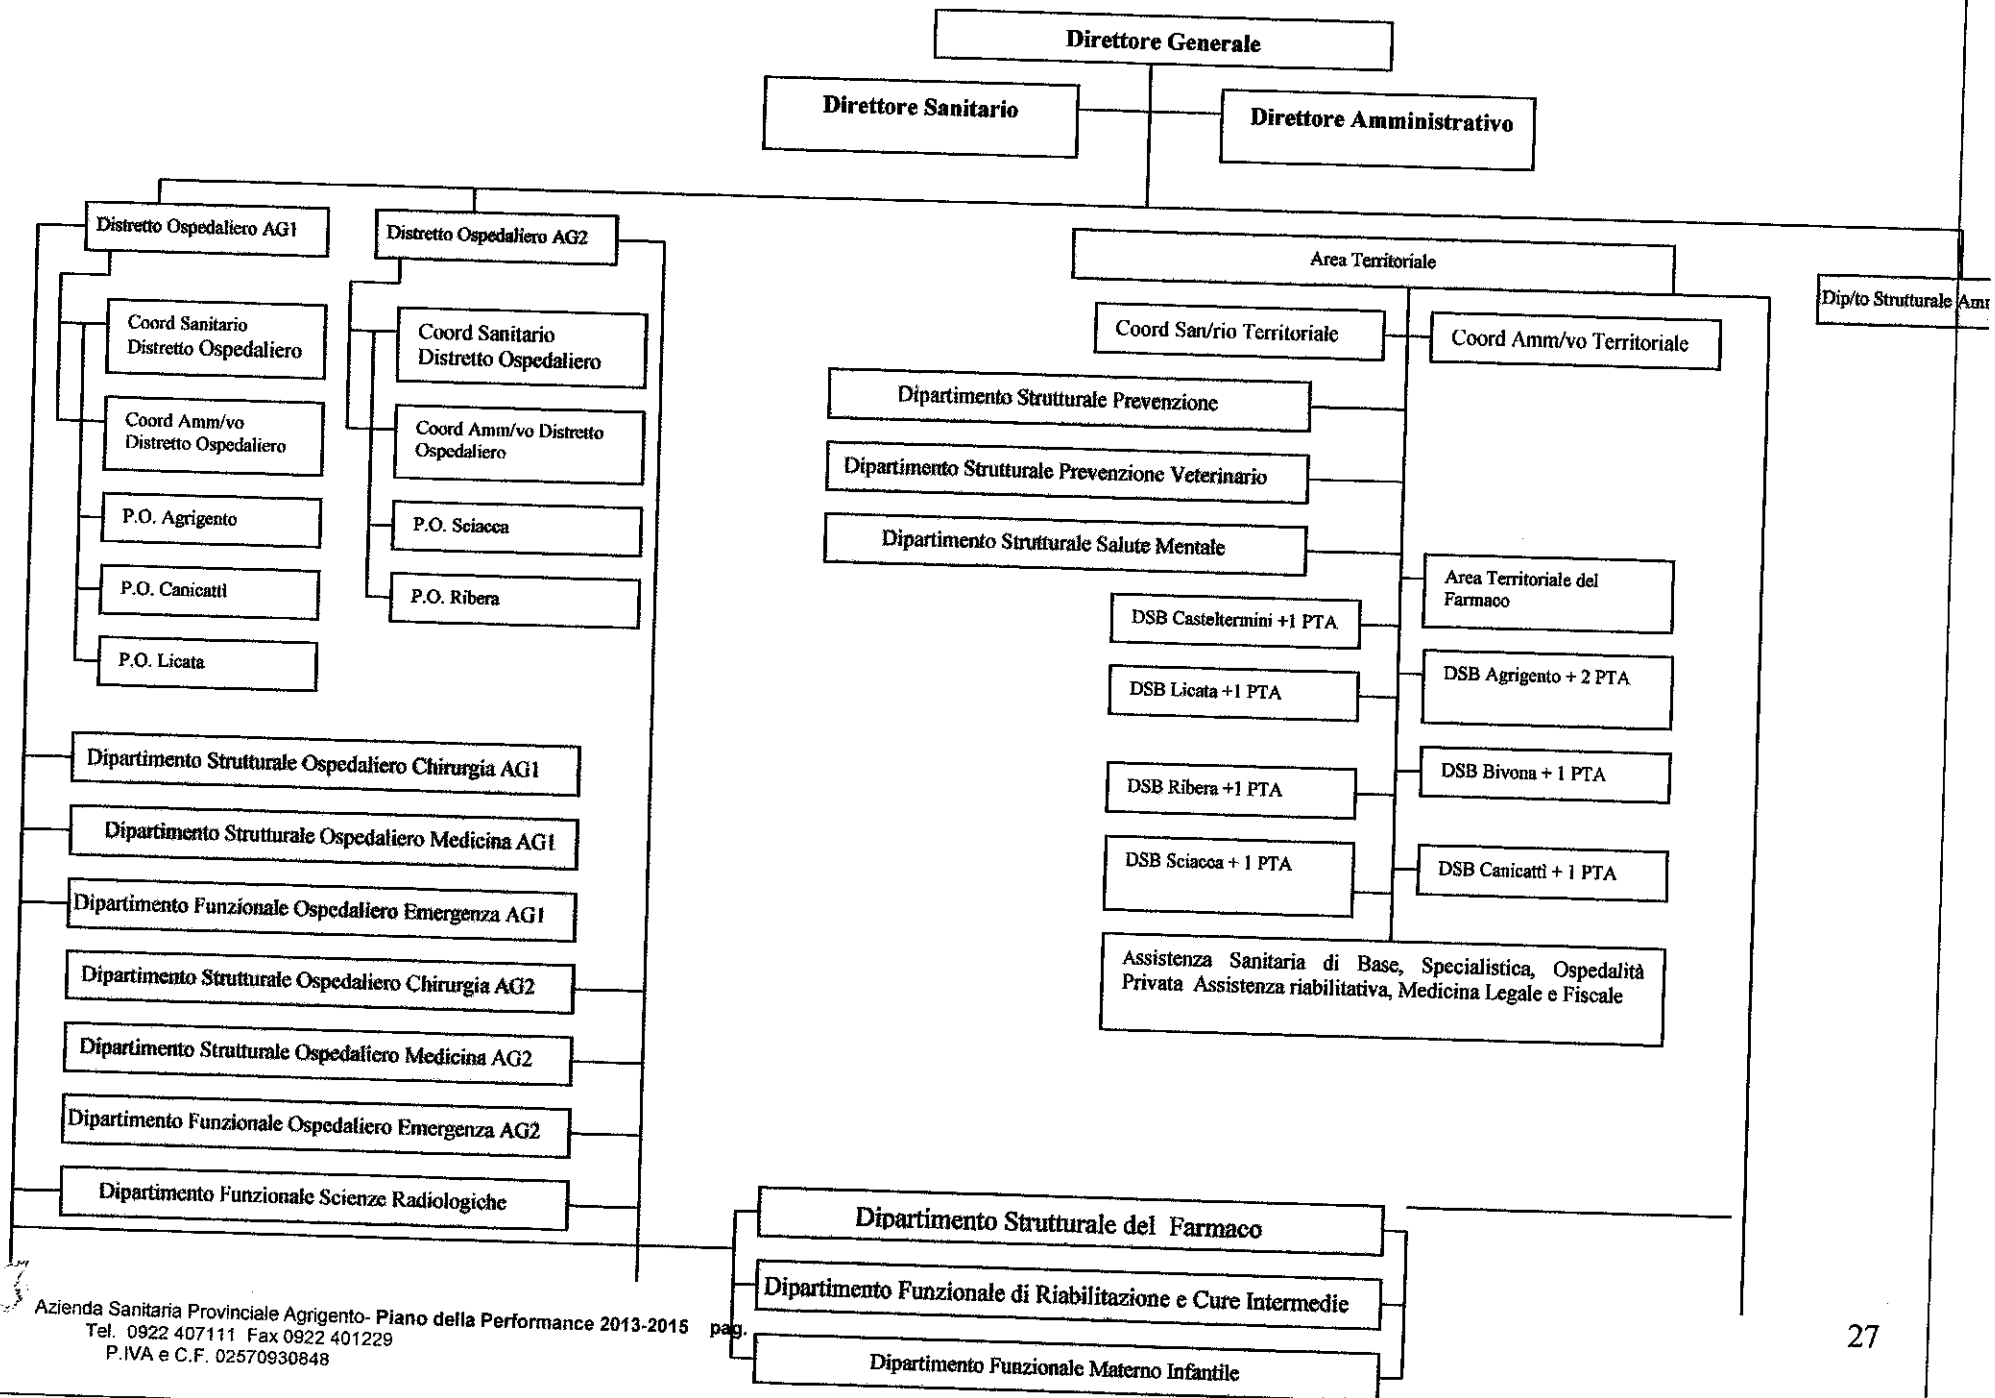 Direttore Generale
Direttore Sanitario
Direttore Amministrativo
Distretto Ospedaliero AG1
Distretto Ospedaliero AG2
Area Territoriale
Dip/to Strutturale
Coord Sanitario
Distretto Ospedaliero
Coord Sanitario
Distretto Ospedaliero
Coord San/rio Territoriale
Coord Amm/vo Territoriale
Coord Amm/vo
Distretto Ospedaliero
Coord Amm/vo Distretto
Ospedaliero
P.O. Agrigento
P.O. Sciacca
P.O. Canicattì
P.O. Ribera
P.O. Licata
Dipartimento Strutturale Prevenzione
Dipartimento Strutturale Prevenzione Veterinario
Dipartimento Strutturale Salute Mentale
Area Territoriale del
Farmaco
DSB Casteltermini +1 PTA
DSB Agrigento + 2 PTA
DSB Licata +1 PTA
DSB Bivona + 1 PTA
DSB Ribera +1 PTA
DSB Sciacca + 1 PTA
DSB Canicattì + 1 PTA
Assistenza Sanitaria di Base, Specialistica, Ospedalità
Privata Assistenza riabilitativa, Medicina Legale e Fiscale
Dipartimento Strutturale Ospedaliero Chirurgia AG1
Dipartimento Strutturale Ospedaliero Medicina AG1
Dipartimento Funzionale Ospedaliero Emergenza AG1
Dipartimento Strutturale Ospedaliero Chirurgia AG2
Dipartimento Strutturale Ospedaliero Medicina AG2
Dipartimento Funzionale Ospedaliero Emergenza AG2
Dipartimento Funzionale Scienze Radiologiche
Dipartimento Strutturale del Farmaco
Dipartimento Funzionale di Riabilitazione e Cure Intermedie
Dipartimento Funzionale Materno Infantile
Azienda Sanitaria Provinciale Agrigento- Piano della Performance 2013-2015 pag.
Tel. 0922 407111 Fax 0922 401229
P.IVA e C.F. 02570930848
27